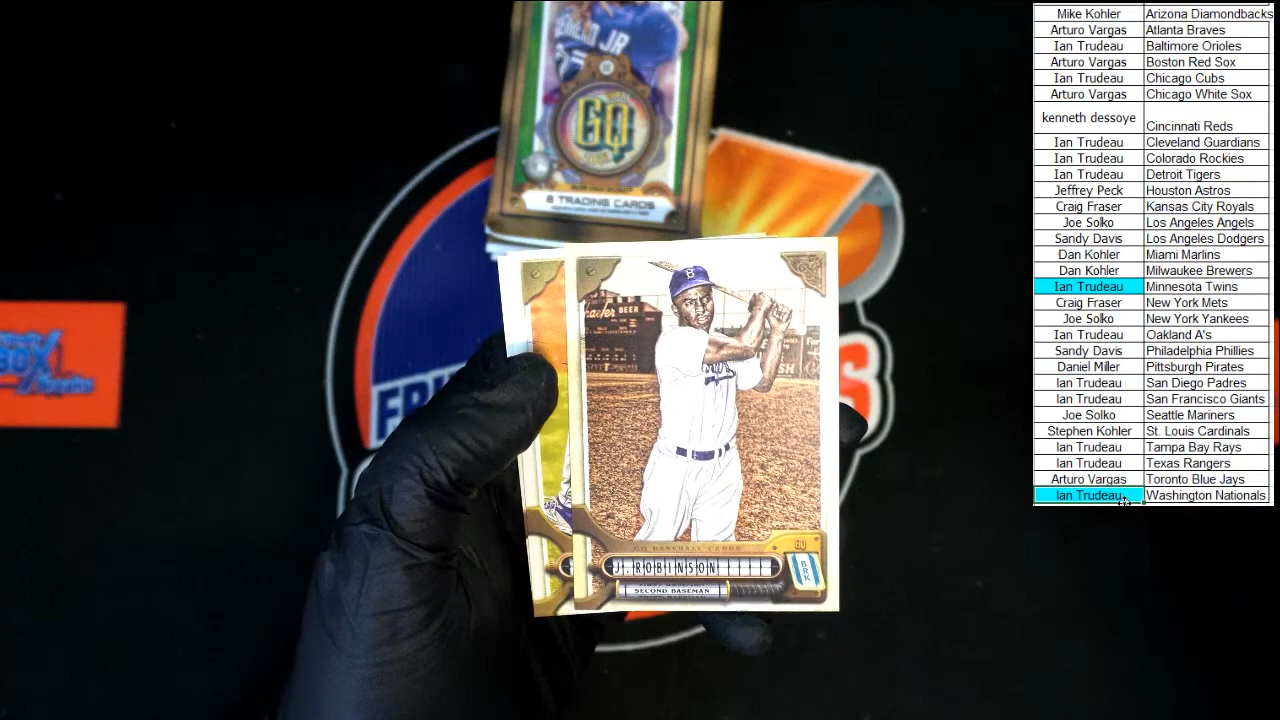 Mike Kohler Arizona Diamondbacks
Arturo Vargas Atlanta Braves
Ian Trudeau Baltimore Orioles
Arturo Vargas Boston Red Sox
Ian Trudeau Chicago Cubs
Arturo Vargas Chicago White Sox
kenneth dessoye Cincinnati Reds
Ian Trudeau Cleveland Guardians
Ian Trudeau Colorado Rockies
Ian Trudeau Detroit Tigers
Jeffrey Peck Houston Astros
Craig Fraser Kansas City Royals
Joe Solko Los Angeles Angels
Sandy Davis Los Angeles Dodgers
Dan Kohler Miami Marlins
Dan Kohler Milwaukee Brewers
Ian Trudeau Minnesota Twins
Craig Fraser New York Mets
Joe Solko New York Yankees
Ian Trudeau Oakland A's
Sandy Davis Philadelphia Phillies
Daniel Miller Pittsburgh Pirates
Ian Trudeau San Diego Padres
Ian Trudeau San Francisco Giants
Joe Solko Seattle Mariners
Stephen Kohler St. Louis Cardinals
Ian Trudeau Tampa Bay Rays
Ian Trudeau Texas Rangers
Arturo Vargas Toronto Blue Jays
Ian Trudeau Washington Nationals
JR
GQ
8 TRADING CARDS
B
BEER
BOX
FRI
GQ BASEBALL CARDS
GQ
J. ROBINSON
BRK
SECOND BASEMAN